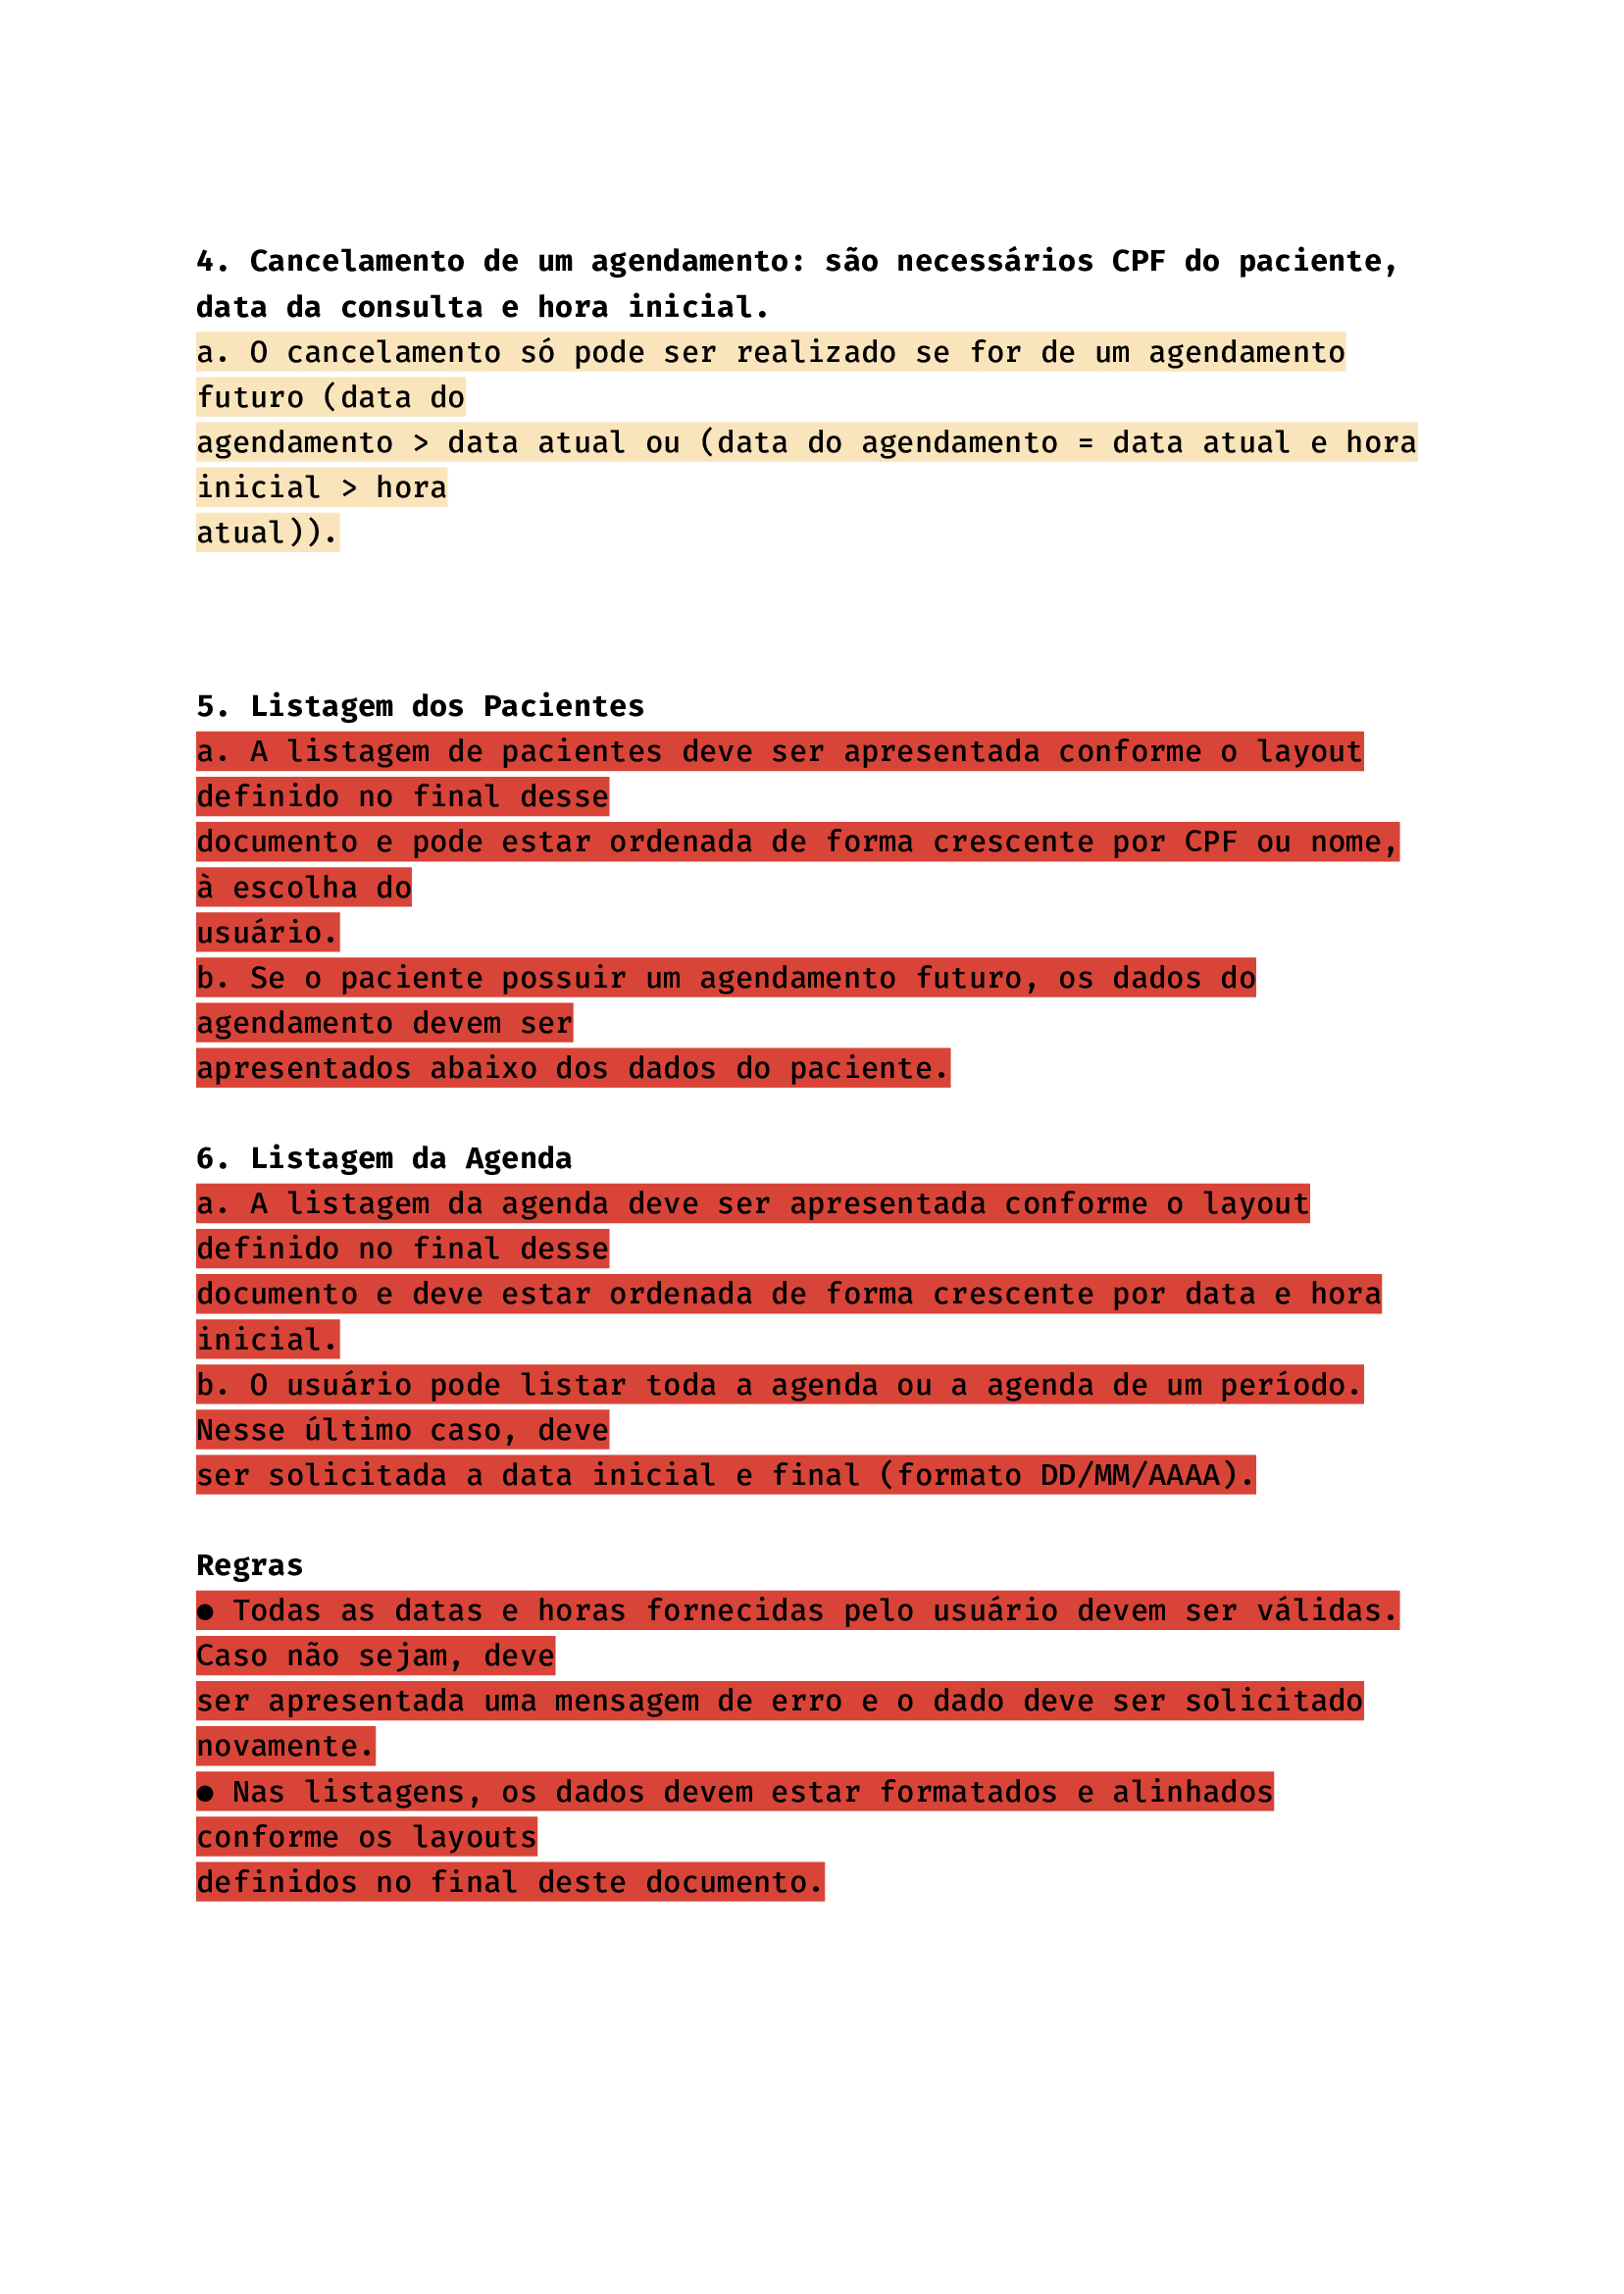 4. Cancelamento de um agendamento: são necessários CPF do paciente,
data da consulta e hora inicial.
a. O cancelamento só pode ser realizado se for de um agendamento
futuro (data do
agendamento > data atual ou (data do agendamento = data atual e hora
inicial > hora
atual)).
5. Listagem dos Pacientes
a. A listagem de pacientes deve ser apresentada conforme o layout
definido no final desse
documento e pode estar ordenada de forma crescente por CPF ou nome,
à escolha do
usuário.
b. Se o paciente possuir um agendamento futuro, os dados do
agendamento devem ser
apresentados abaixo dos dados do paciente.
6. Listagem da Agenda
a. A listagem da agenda deve ser apresentada conforme o layout
definido no final desse
documento e deve estar ordenada de forma crescente por data e hora
inicial.
b. O usuário pode listar toda a agenda ou a agenda de um período.
Nesse último caso, deve
ser solicitada a data inicial e final (formato DD/MM/AAAA).
Regras
● Todas as datas e horas fornecidas pelo usuário devem ser válidas.
Caso não sejam, deve
ser apresentada uma mensagem de erro e o dado deve ser solicitado
novamente.
● Nas listagens, os dados devem estar formatados e alinhados
conforme os layouts
definidos no final deste documento.